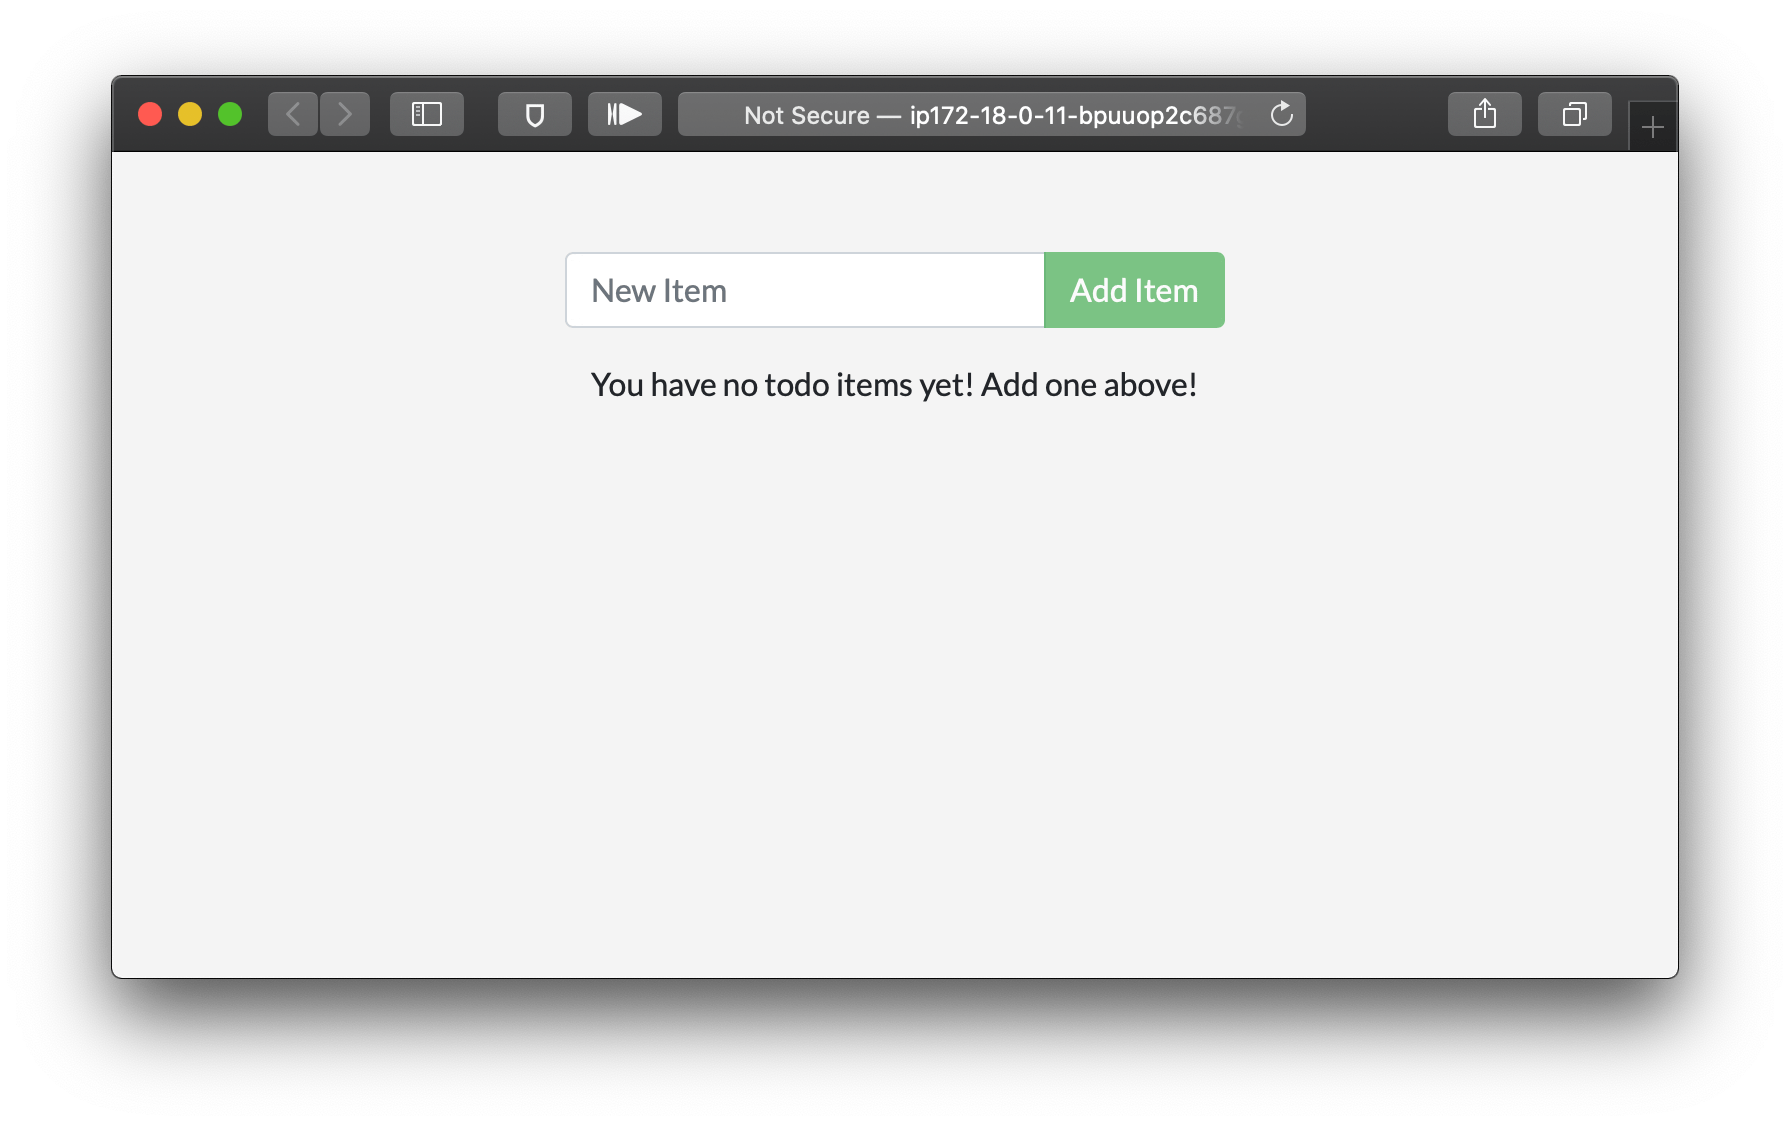 Not Secure — ip172-18-0-11-bpuuop2c687
New Item
Add Item
You have no todo items yet! Add one above!